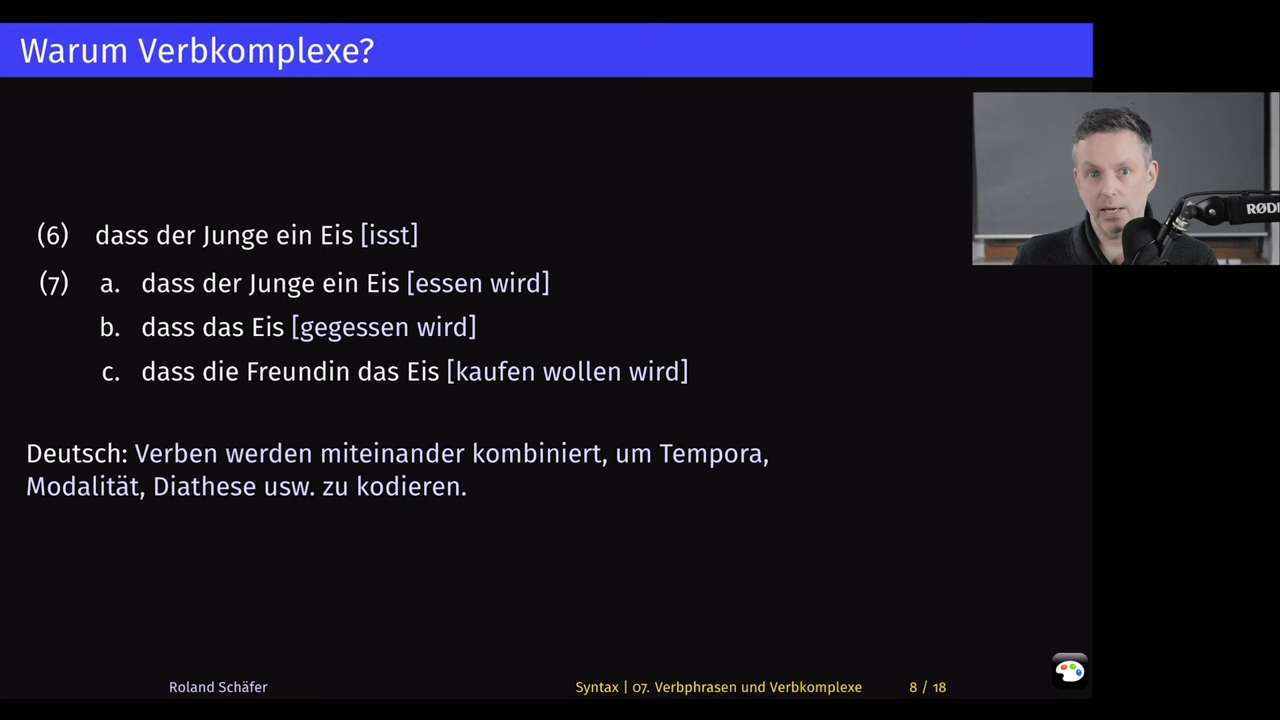 Warum Verbkomplexe?
(6) dass der Junge ein Eis [isst]
(7) a. dass der Junge ein Eis [essen wird]
b. dass das Eis [gegessen wird]
c. dass die Freundin das Eis [kaufen wollen wird]
Deutsch: Verben werden miteinander kombiniert, um Tempora,
Modalität, Diathese usw. zu kodieren.
Roland Schäfer
Syntax | 07. Verbphrasen und Verbkomplexe
8 / 18